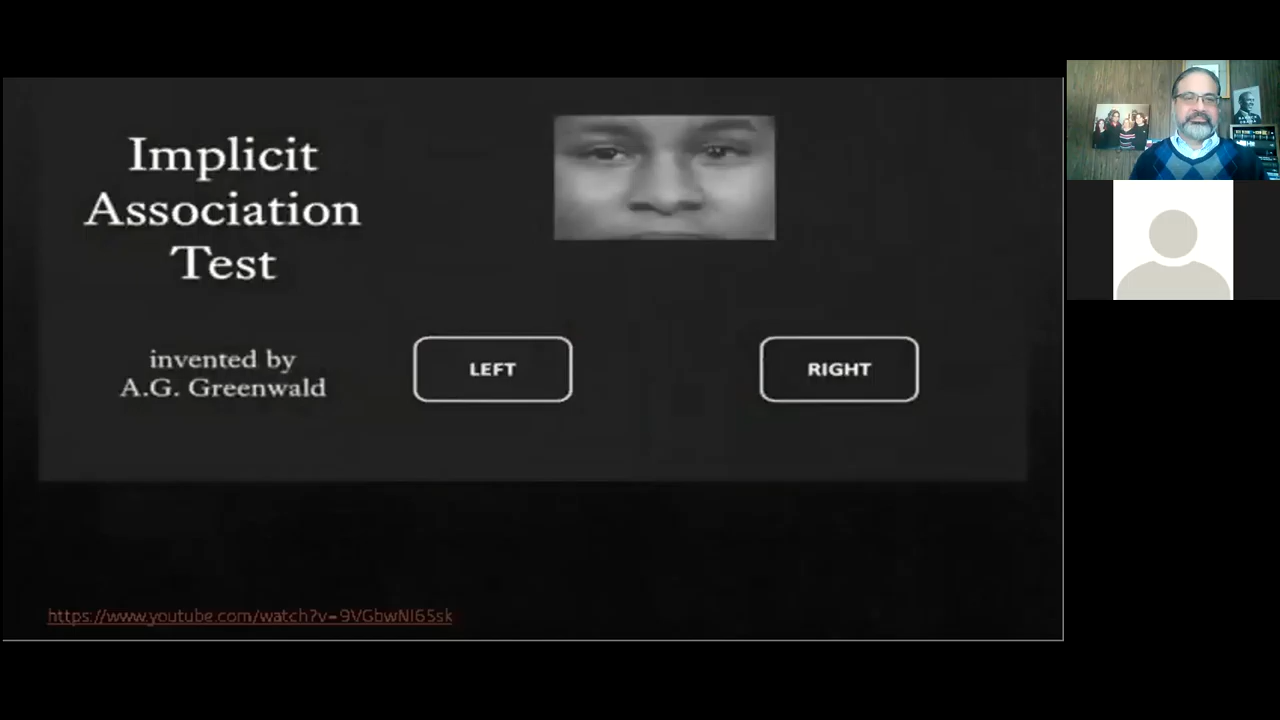 Implicit
Association
Test
invented by
A.G. Greenwald
LEFT
RIGHT
https://www.youtube.com/watch?v=9VGbwNI65sk